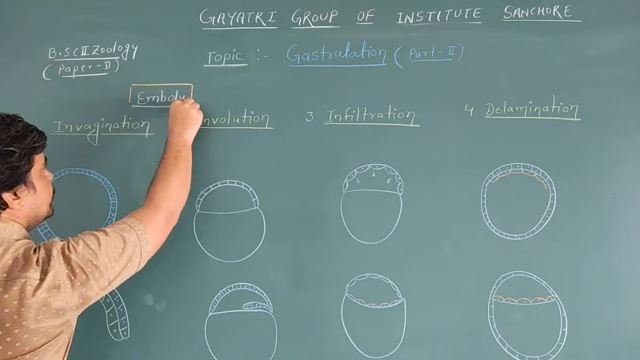 GAYATRI GROUP OF INSTITUTE SANCHORE
B.SC II Zoology
(Paper-II)
Topic :- Gastralation (Part-II)
Emboly
Invagination
Involution
3 Infiltration
4 Delamination